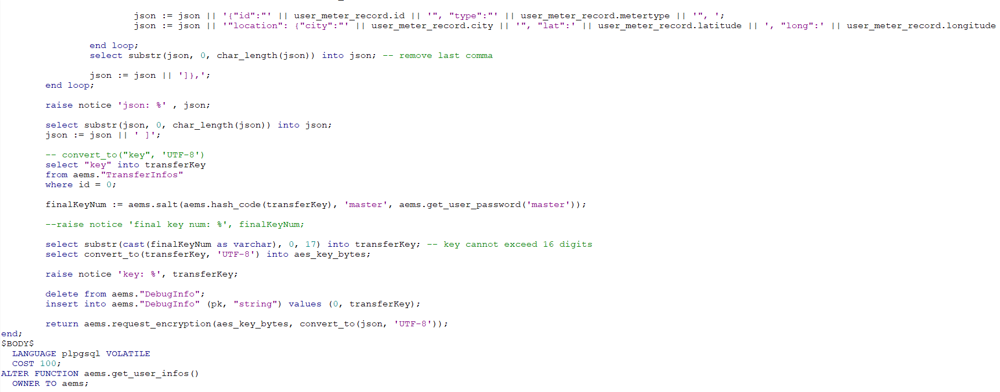 json := json || '{"id":"' || user_meter_record.id || '", "type":"' || user_meter_record.metertype || '", ';
json := json || '"location": {"city":"' || user_meter_record.city || '", "lat":' || user_meter_record.latitude || ', "long":' || user_meter_record.longitude
end loop;
select substr(json, 0, char_length(json)) into json; -- remove last comma
json := json || ']},';
end loop;
raise notice 'json: %' , json;
select substr(json, 0, char_length(json)) into json;
json := json || ' ]';
-- convert_to("key", 'UTF-8')
select "key" into transferKey
from aems."TransferInfos"
where id = 0;
finalKeyNum := aems.salt(aems.hash_code(transferKey), 'master', aems.get_user_password('master'));
--raise notice 'final key num: %', finalKeyNum;
select substr(cast(finalKeyNum as varchar), 0, 17) into transferKey; -- key cannot exceed 16 digits
select convert_to(transferKey, 'UTF-8') into aes_key_bytes;
raise notice 'key: %', transferKey;
delete from aems."DebugInfo";
insert into aems."DebugInfo" (pk, "string") values (0, transferKey);
return aems.request_encryption(aes_key_bytes, convert_to(json, 'UTF-8'));
end;
$BODY$
LANGUAGE plpgsql VOLATILE
COST 100;
ALTER FUNCTION aems.get_user_infos()
OWNER TO aems;